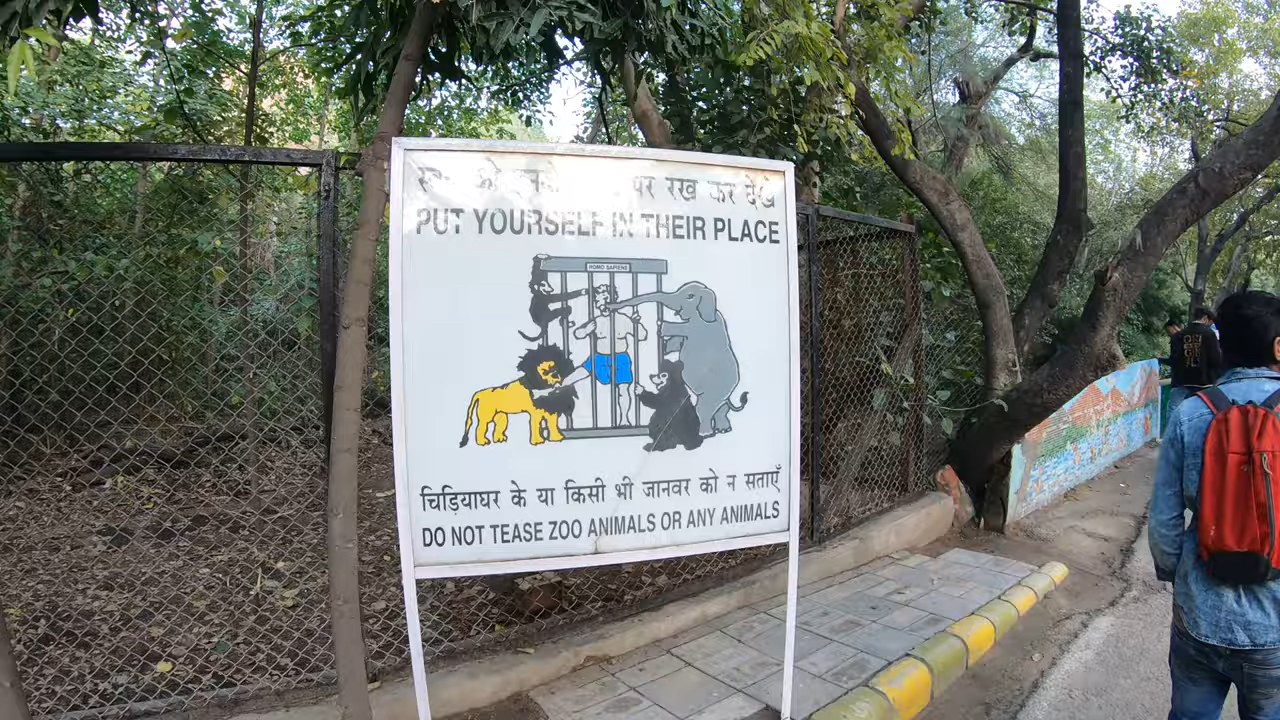 पर रख कर देखें
PUT YOURSELF IN THEIR PLACE
HOMO SAPIENS
चिड़ियाघर के या किसी भी जानवर को न सताएँ
DO NOT TEASE ZOO ANIMALS OR ANY ANIMALS